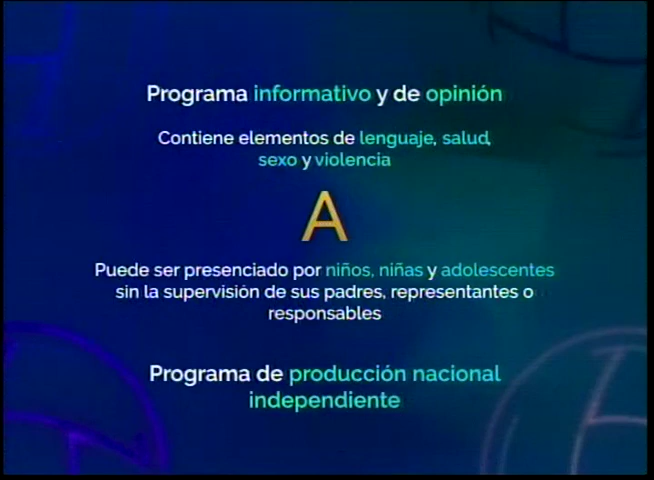 Programa informativo y de opinión
Contiene elementos de lenguaje, salud,
sexo y violencia
A
Puede ser presenciado por niños, niñas y adolescentes
sin la supervisión de sus padres, representantes o
responsables
Programa de producción nacional
independiente